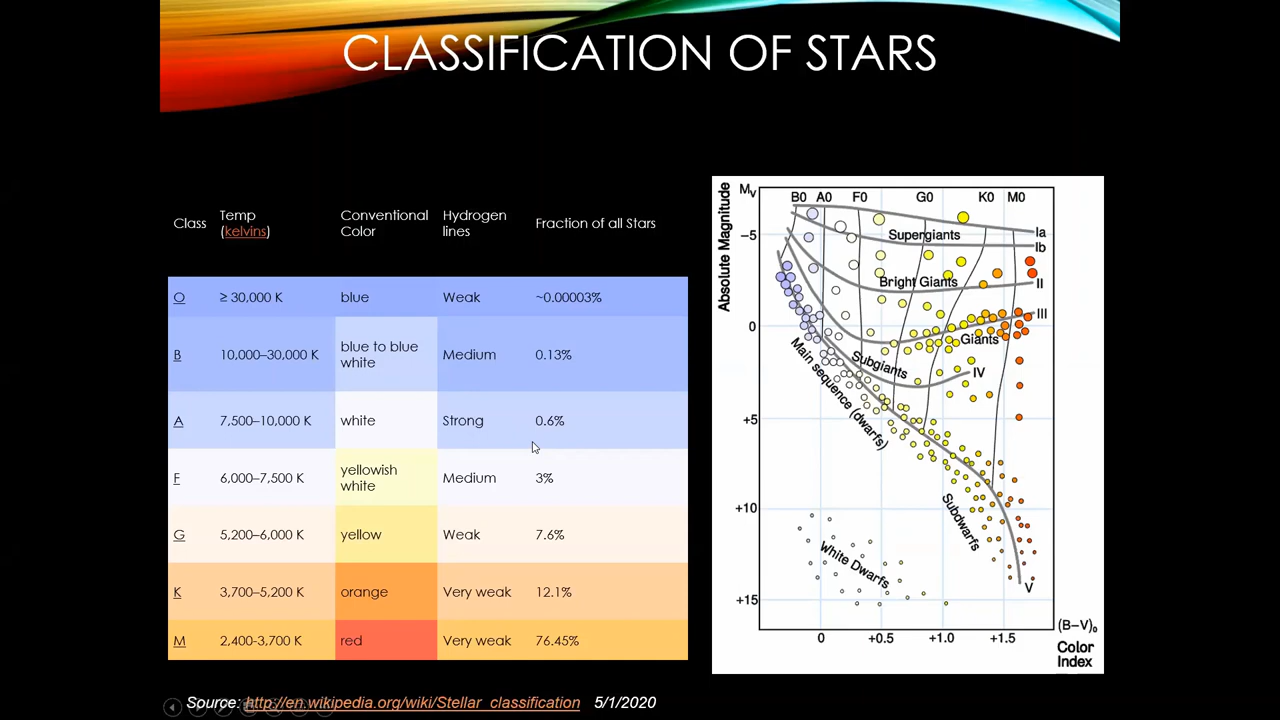 CLASSIFICATION OF STARS
Class
Temp
(kelvins)
Conventional
Color
Hydrogen
lines
Fraction of all Stars
O ≥ 30,000 K blue Weak ~0.00003%
B 10,000–30,000 K blue to blue
white Medium 0.13%
A 7,500–10,000 K white Strong 0.6%
F 6,000–7,500 K yellowish
white Medium 3%
G 5,200–6,000 K yellow Weak 7.6%
K 3,700–5,200 K orange Very weak 12.1%
M 2,400-3,700 K red Very weak 76.45%
Absolute Magnitude
Mv
B0 A0 F0 G0 K0 M0
−5
0
+5
+10
+15
Supergiants
Ia
Ib
Bright Giants
II
III
Giants
Subgiants
IV
Main sequence (dwarfs)
Subdwarfs
White Dwarfs
V
0 +0.5 +1.0 +1.5
(B−V)₀
Color
Index
Source: http://en.wikipedia.org/wiki/Stellar_classification 5/1/2020